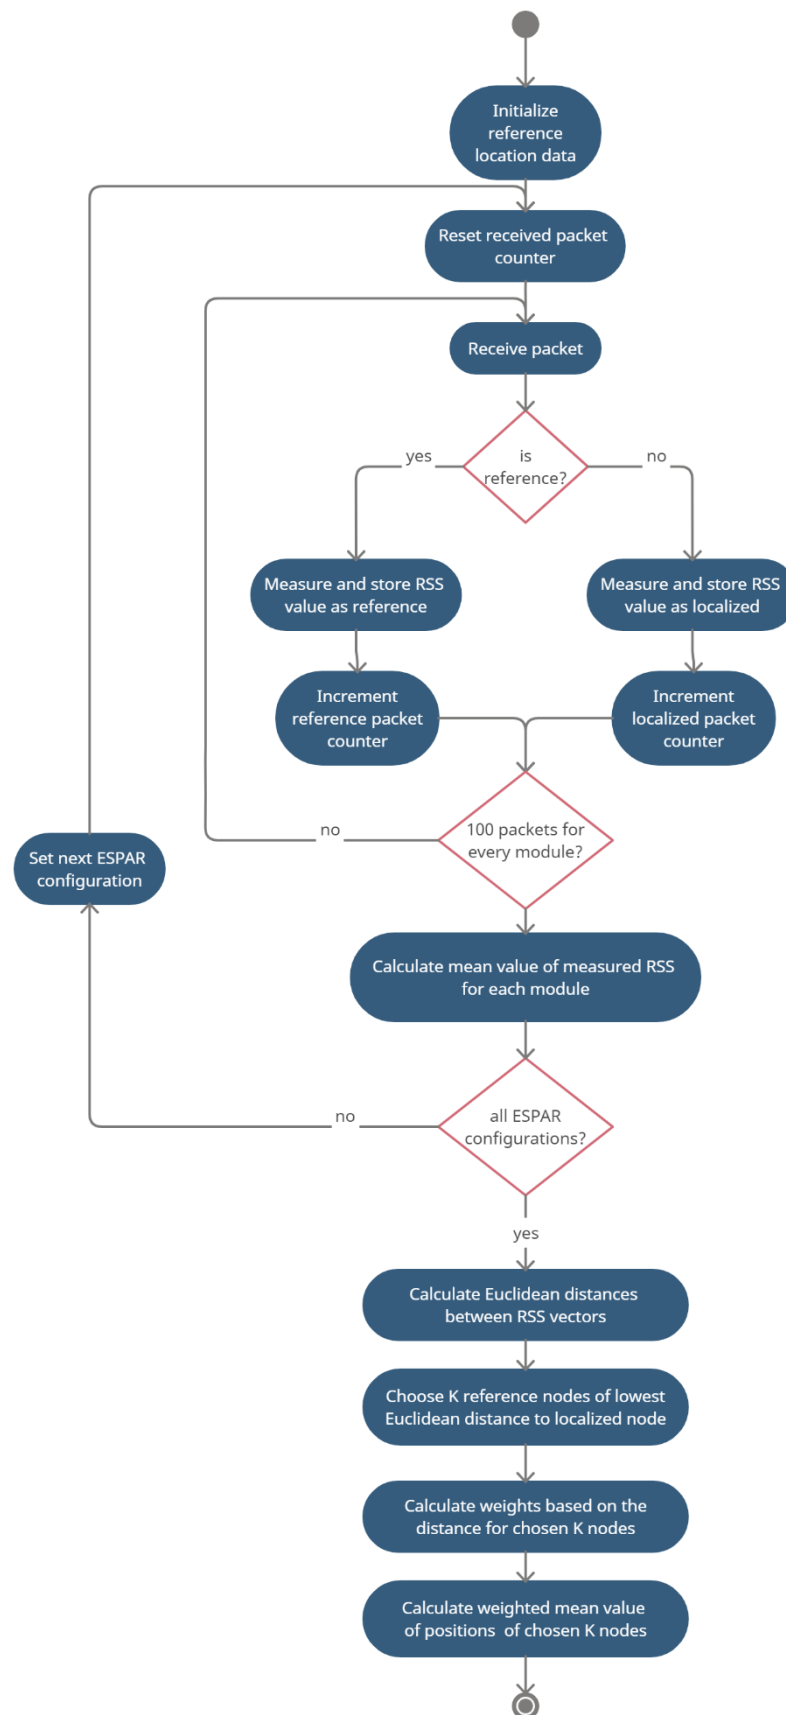 Initialize
reference
location data
Reset received packet
counter
Receive packet
yes
is
reference?
no
Measure and store RSS
value as reference
Measure and store RSS
value as localized
Increment
reference packet
counter
Increment
localized packet
counter
no
100 packets for
every module?
Set next ESPAR
configuration
Calculate mean value of measured RSS
for each module
no
all ESPAR
configurations?
yes
Calculate Euclidean distances
between RSS vectors
Choose K reference nodes of lowest
Euclidean distance to localized node
Calculate weights based on the
distance for chosen K nodes
Calculate weighted mean value
of positions of chosen K nodes